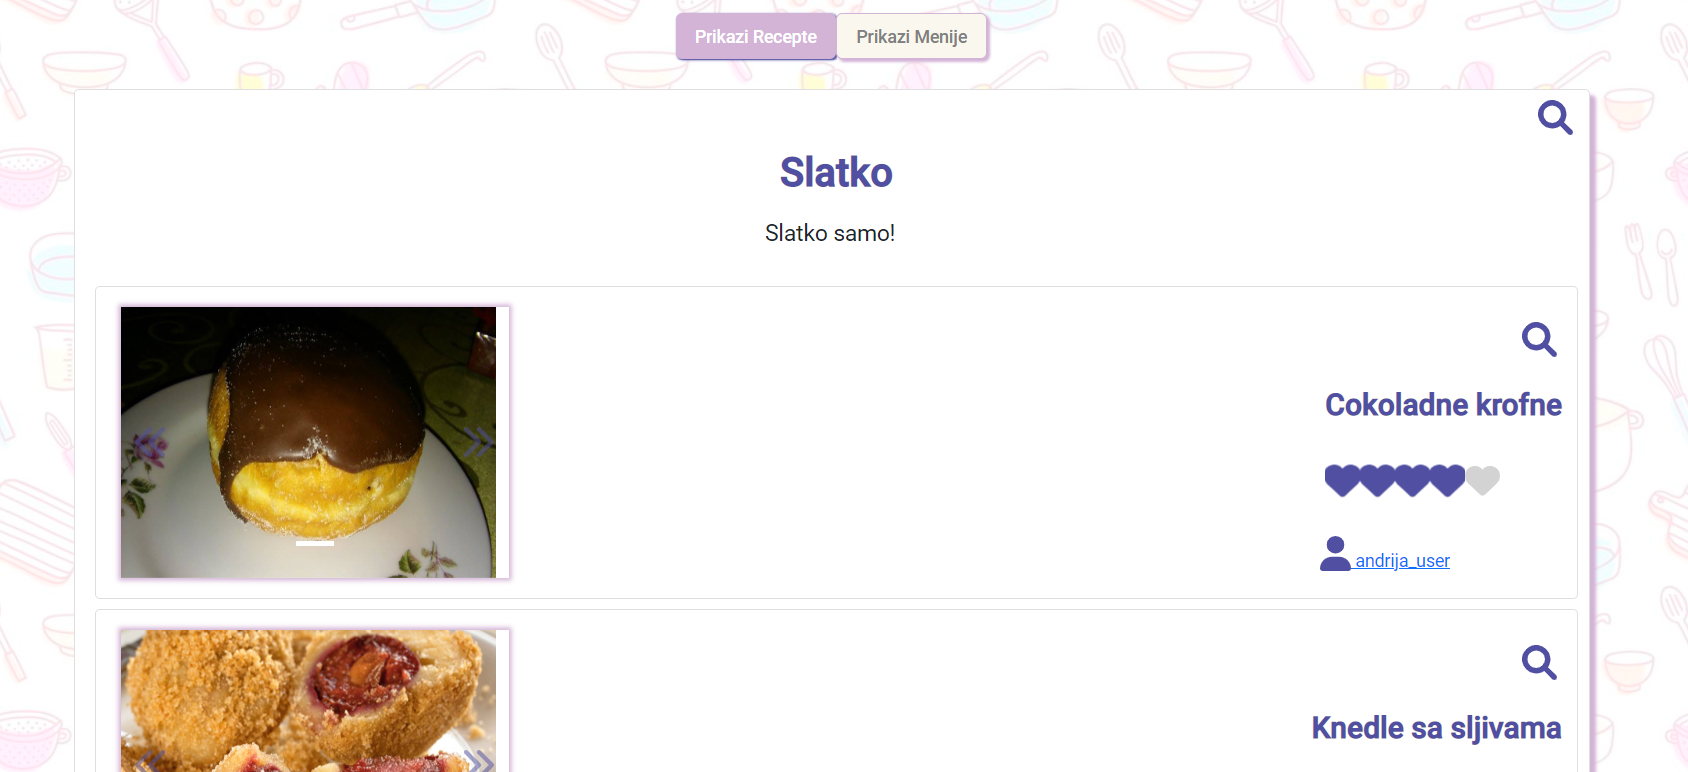 Prikazi Recepte
Prikazi Menije
Slatko
Slatko samo!
Cokoladne krofne
andrija_user
Knedle sa sljivama